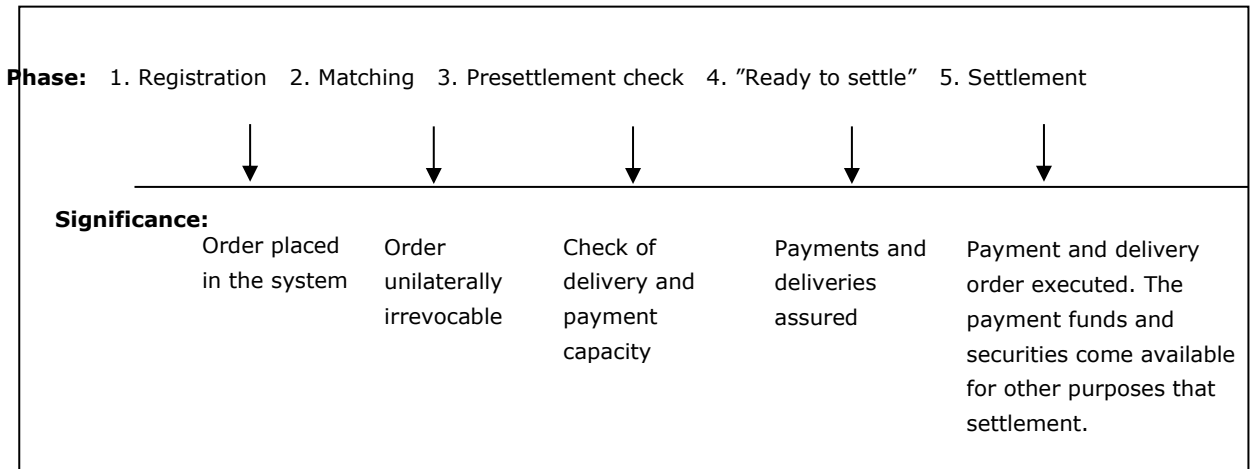 Phase: 1. Registration 2. Matching 3. Presettlement check 4. ”Ready to settle” 5. Settlement
Significance:
Order placed
in the system
Order
unilaterally
irrevocable
Check of
delivery and
payment
capacity
Payments and
deliveries
assured
Payment and delivery
order executed. The
payment funds and
securities come available
for other purposes that
settlement.